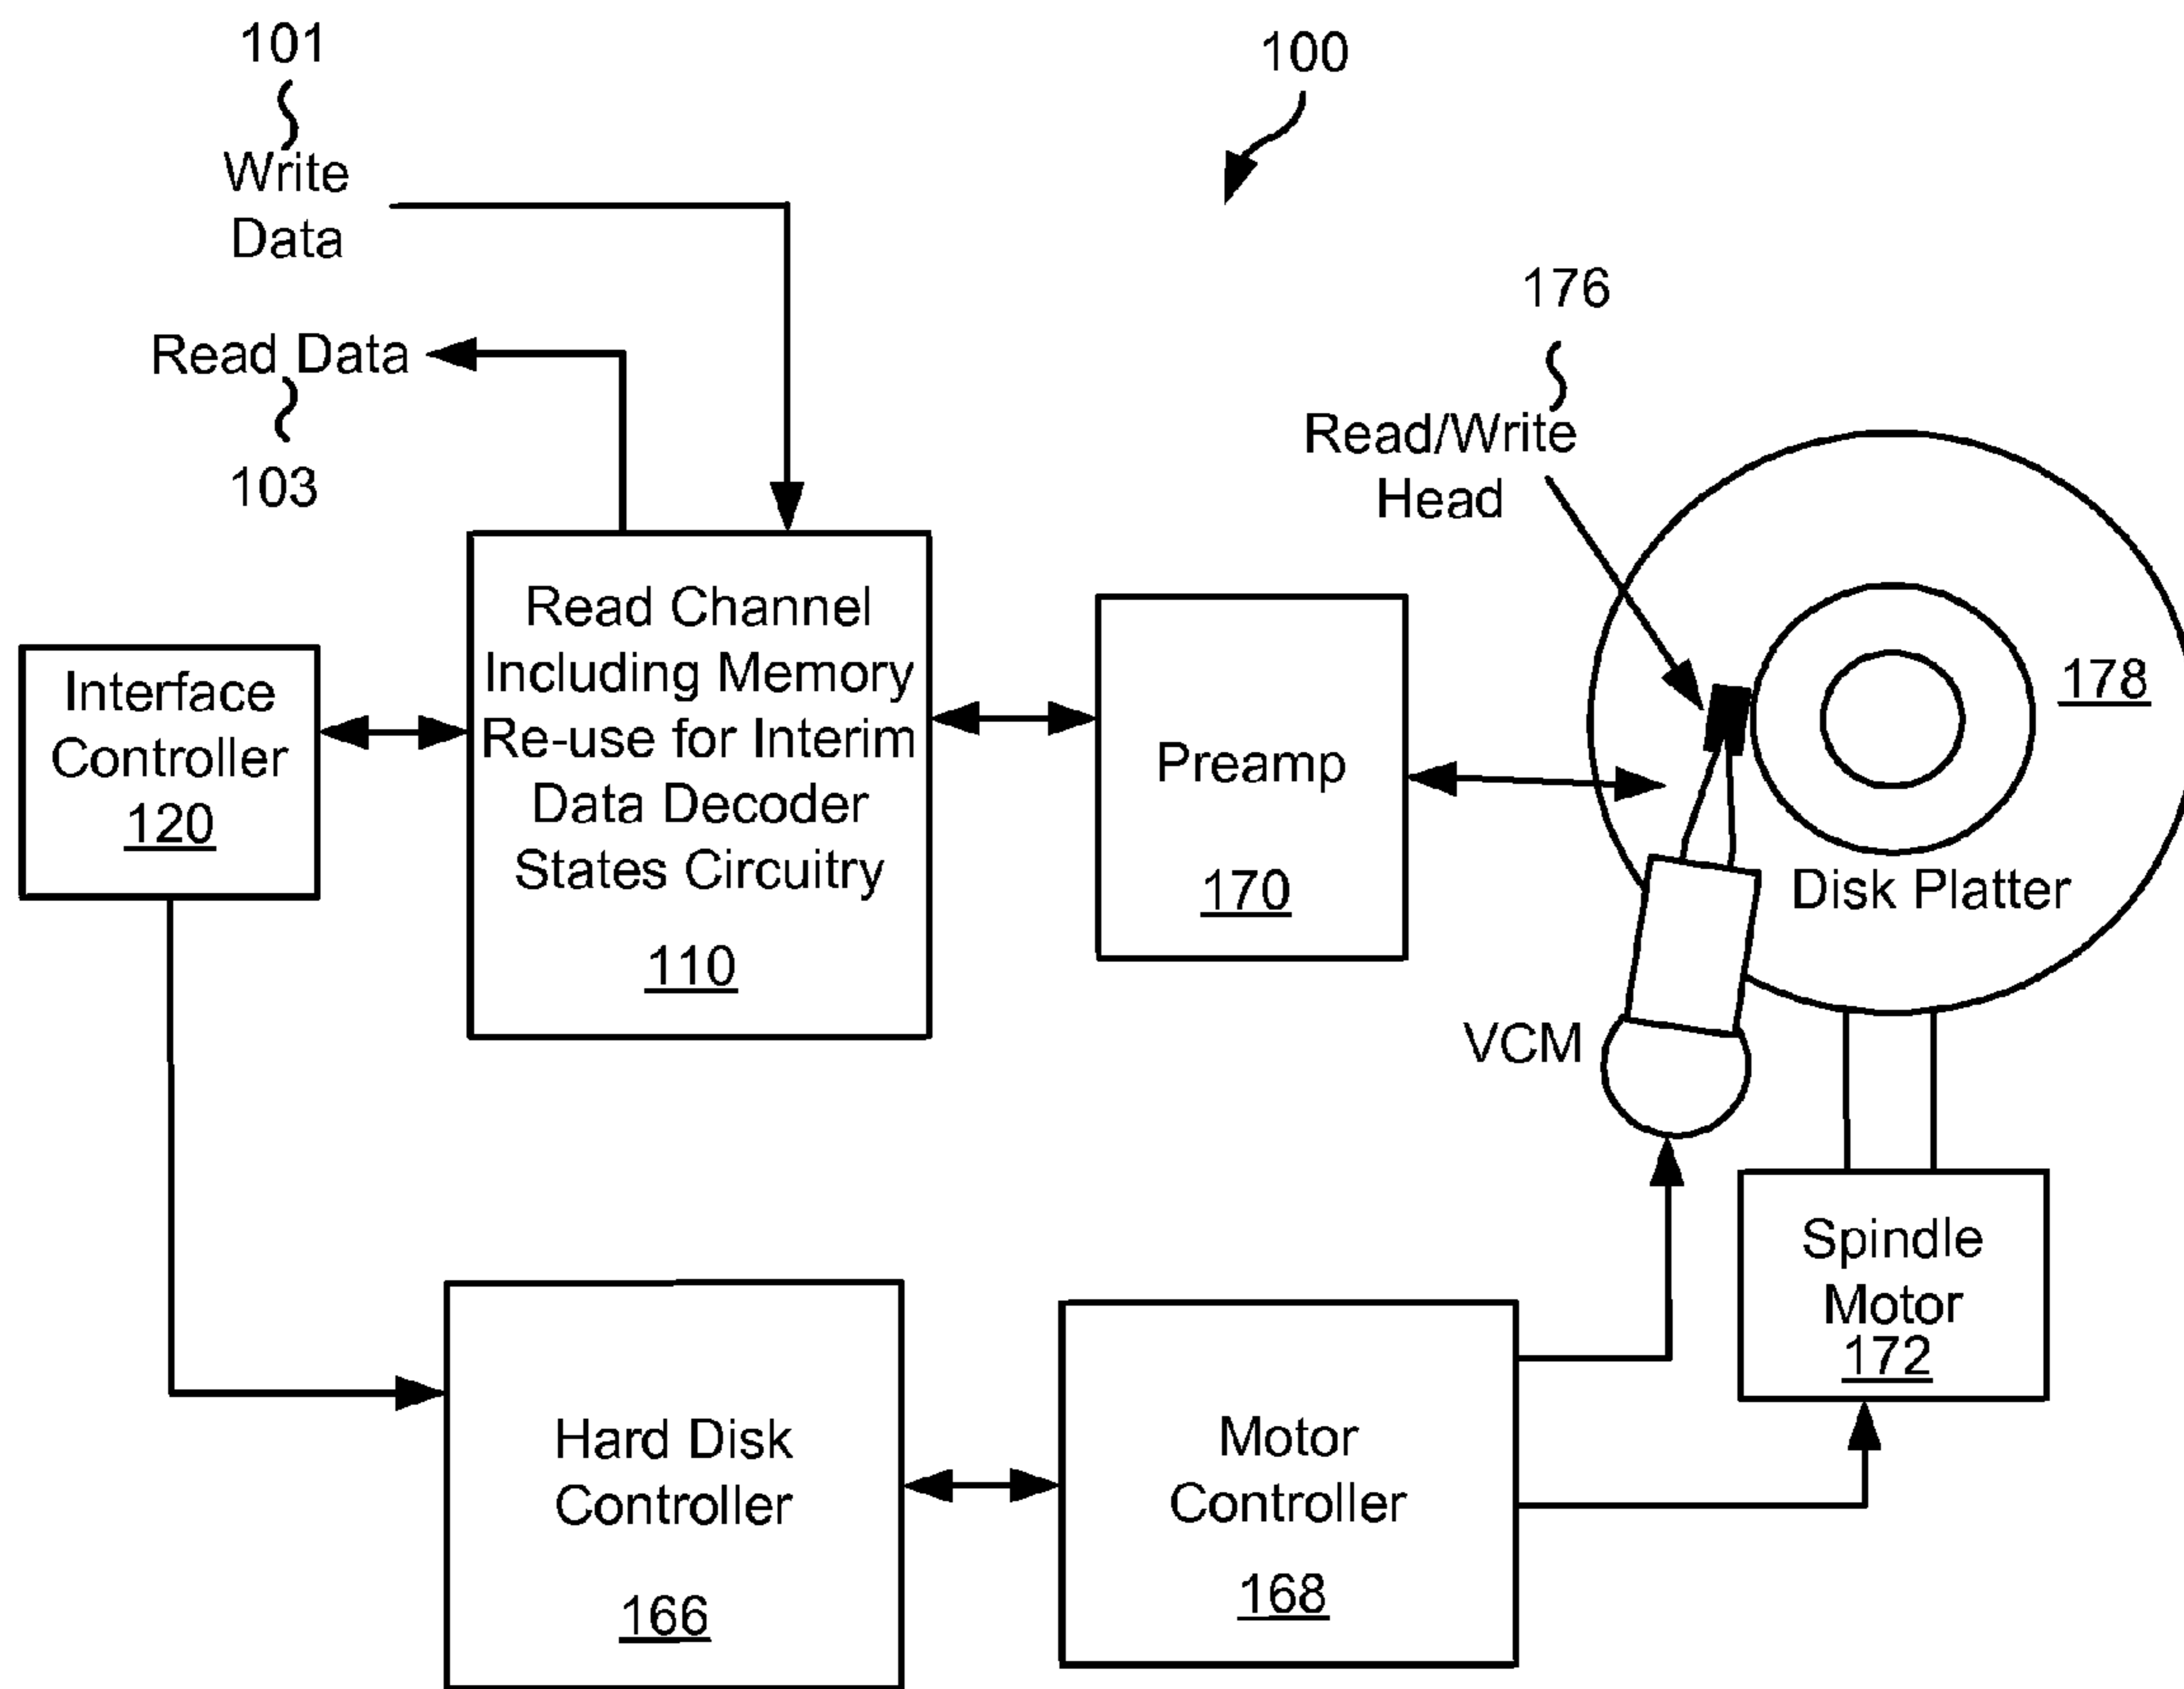 101
Write
Data
100
Read Data
103
176
Read/Write
Head
Interface
Controller
120
Read Channel
Including Memory
Re-use for Interim
Data Decoder
States Circuitry
110
Preamp
170
178
Disk Platter
VCM
Spindle
Motor
172
Hard Disk
Controller
166
Motor
Controller
168